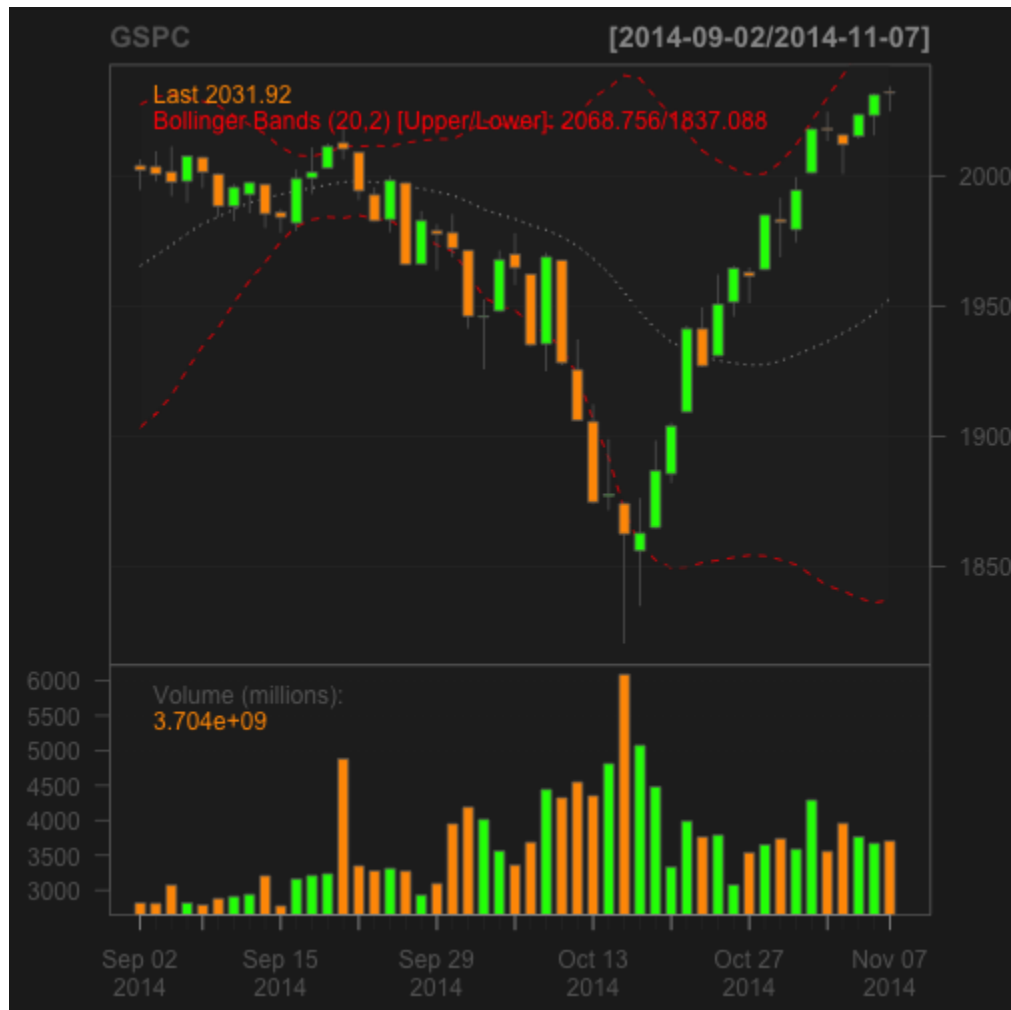 GSPC [2014-09-02/2014-11-07]
Last 2031.92
Bollinger Bands (20,2) [Upper/Lower]: 2068.756/1837.088
2000
1950
1900
1850
Volume (millions):
3.704e+09
6000
5500
5000
4500
4000
3500
3000
Sep 02 Sep 15 Sep 29 Oct 13 Oct 27 Nov 07
2014 2014 2014 2014 2014 2014